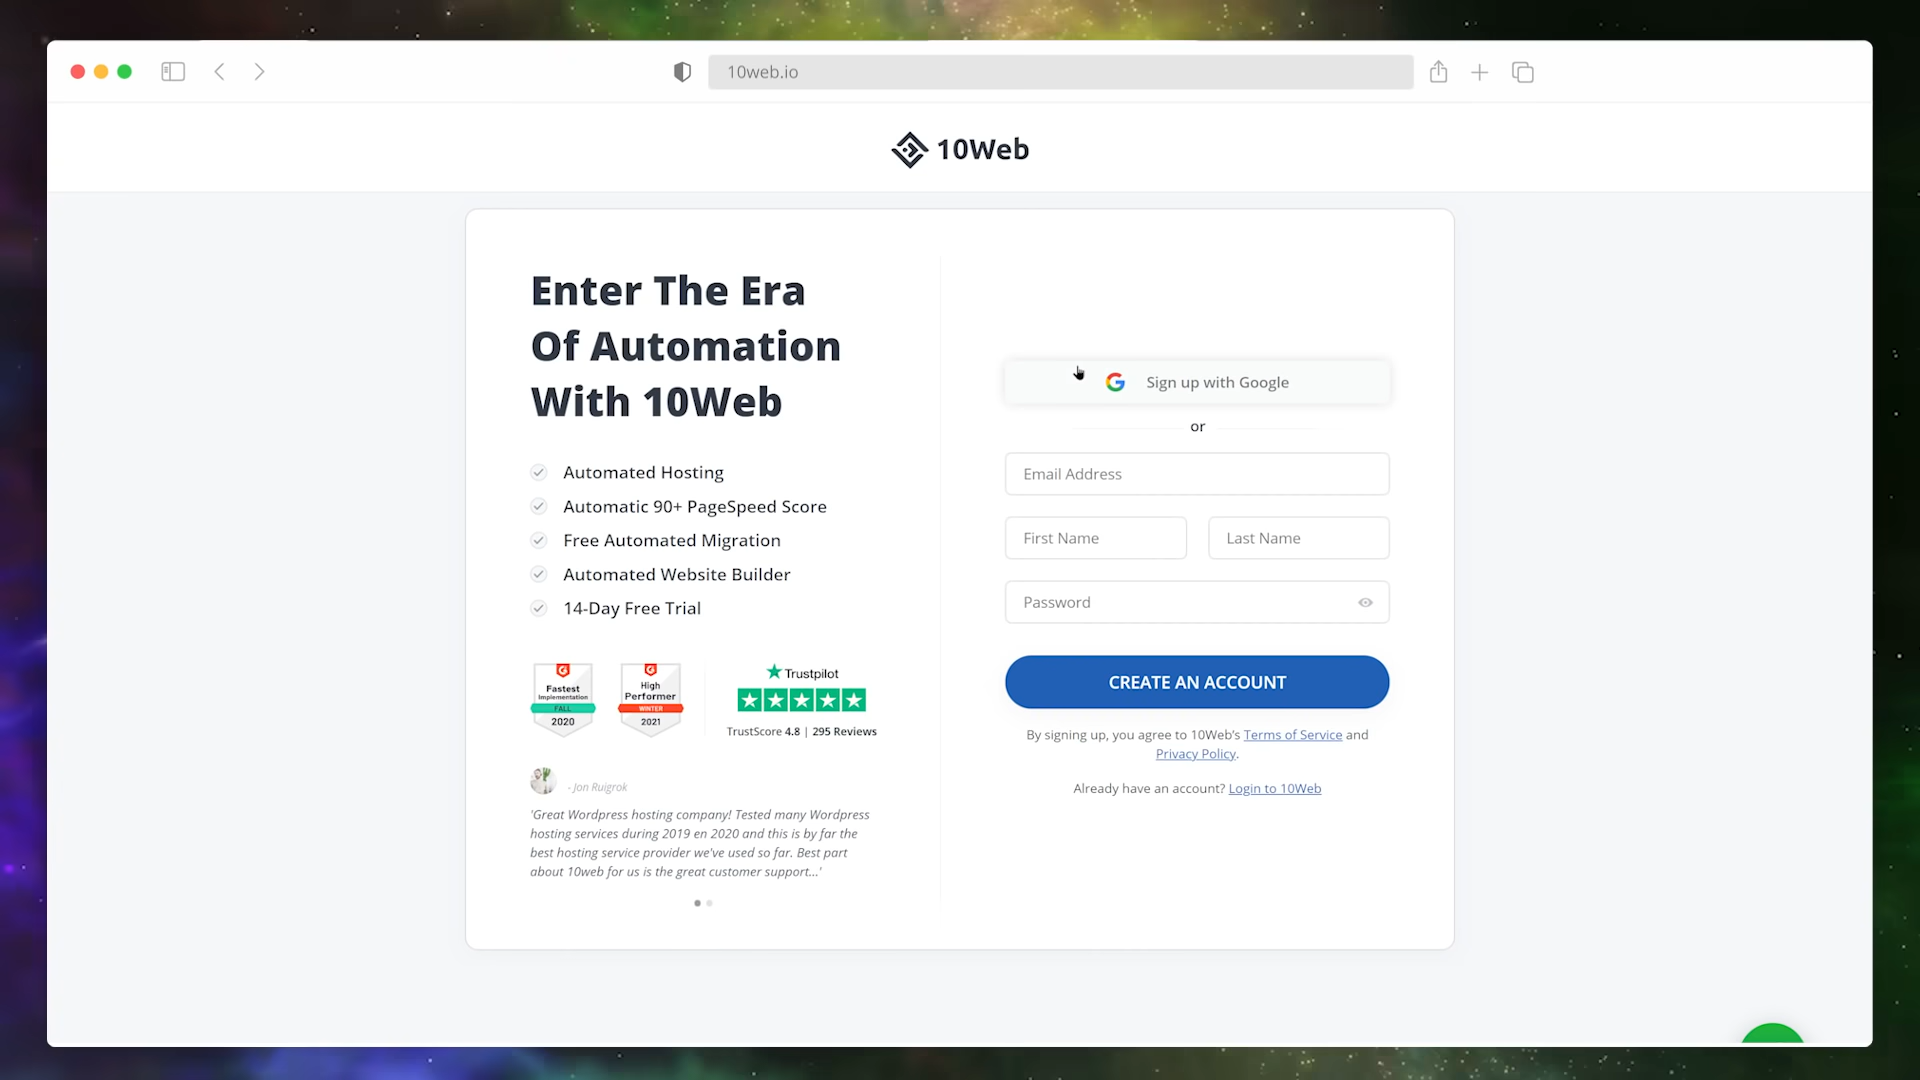 10web.io
10Web
Enter The Era
Of Automation
With 10Web
Automated Hosting
Automatic 90+ PageSpeed Score
Free Automated Migration
Automated Website Builder
14-Day Free Trial
Fastest
Implementation
FALL
2020
High
Performer
WINTER
2021
Trustpilot
TrustScore 4.8 | 295 Reviews
- Jon Ruigrok
'Great Wordpress hosting company! Tested many Wordpress
hosting services during 2019 en 2020 and this is by far the
best hosting service provider we've used so far. Best part
about 10web for us is the great customer support...'
Sign up with Google
or
Email Address
First Name
Last Name
Password
CREATE AN ACCOUNT
By signing up, you agree to 10Web's Terms of Service and
Privacy Policy.
Already have an account? Login to 10Web